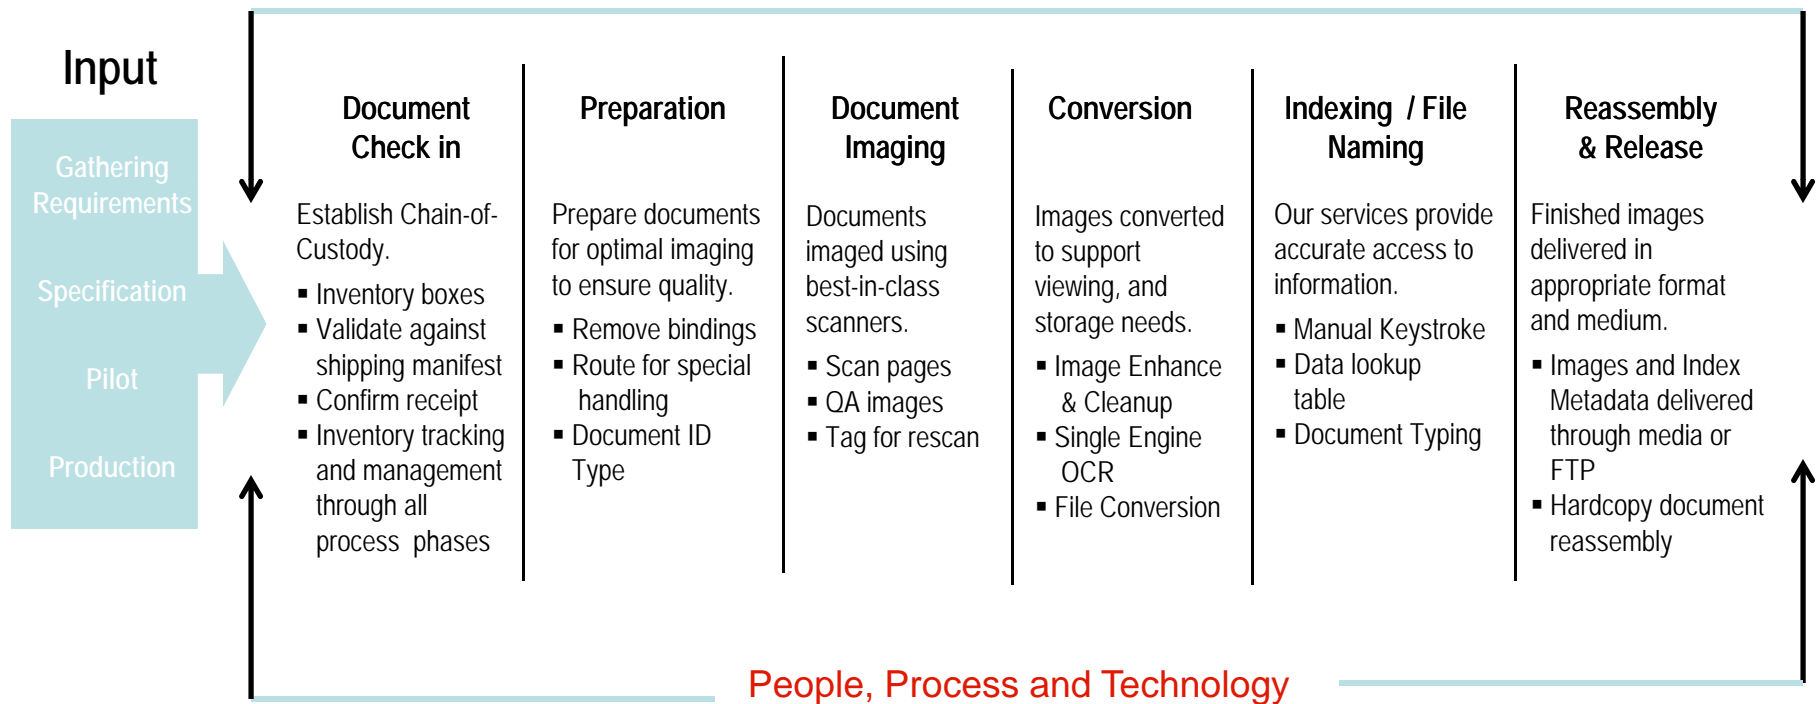 Input
Gathering
Requirements
Specification
Pilot
Production
Document
Check in
Establish Chain-of-
Custody.
▪ Inventory boxes
▪ Validate against
shipping manifest
▪ Confirm receipt
▪ Inventory tracking
and management
through all
process phases
Preparation
Prepare documents
for optimal imaging
to ensure quality.
▪ Remove bindings
▪ Route for special
handling
▪ Document ID
Type
Document
Imaging
Documents
imaged using
best-in-class
scanners.
▪ Scan pages
▪ QA images
▪ Tag for rescan
Conversion
Images converted
to support
viewing, and
storage needs.
▪ Image Enhance
& Cleanup
▪ Single Engine
OCR
▪ File Conversion
Indexing / File
Naming
Our services provide
accurate access to
information.
▪ Manual Keystroke
▪ Data lookup
table
▪ Document Typing
Reassembly
& Release
Finished images
delivered in
appropriate format
and medium.
▪ Images and Index
Metadata delivered
through media or
FTP
▪ Hardcopy document
reassembly
People, Process and Technology